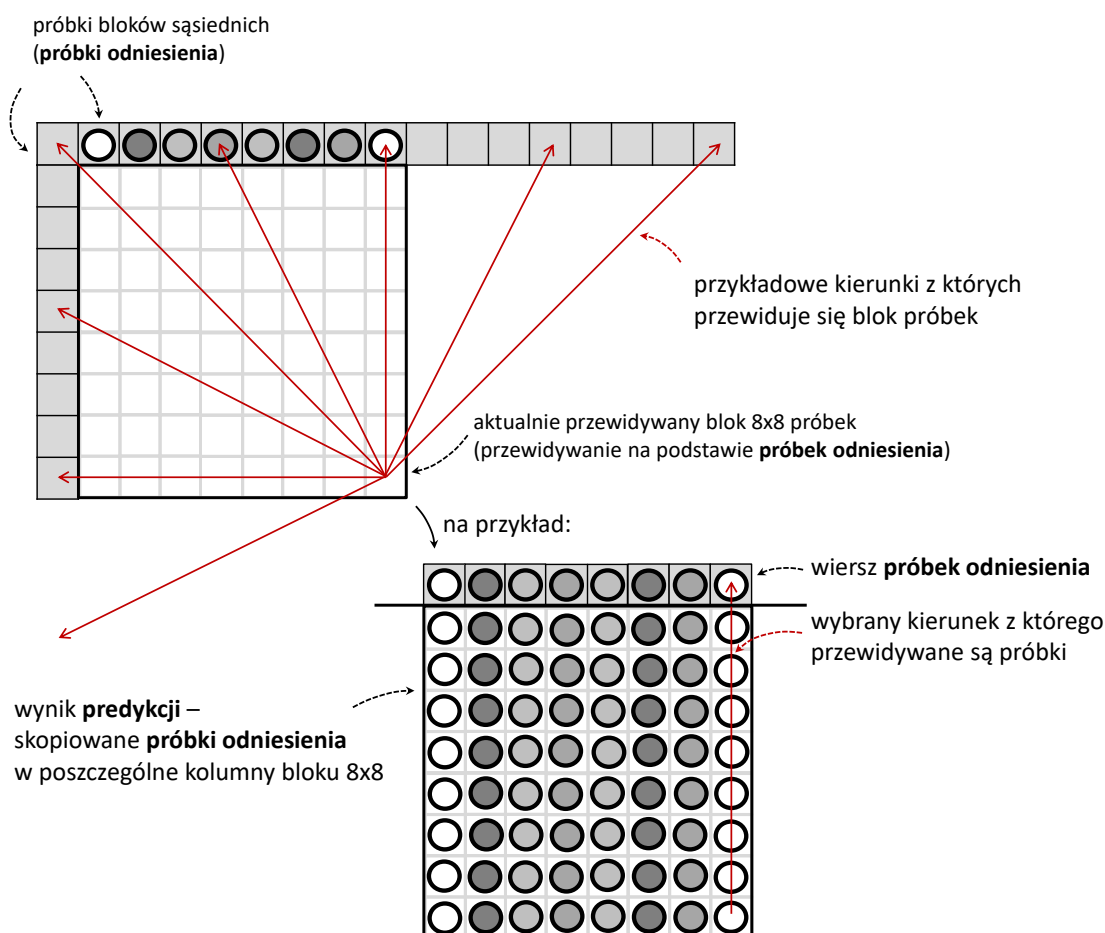 próbki bloków sąsiednich
(próbki odniesienia)
przykładowe kierunki z których
przewiduje się blok próbek
aktualnie przewidywany blok 8x8 próbek
(przewidywanie na podstawie próbek odniesienia)
na przykład:
wiersz próbek odniesienia
wybrany kierunek z którego
przewidywane są próbki
wynik predykcji –
skopiowane próbki odniesienia
w poszczególne kolumny bloku 8x8